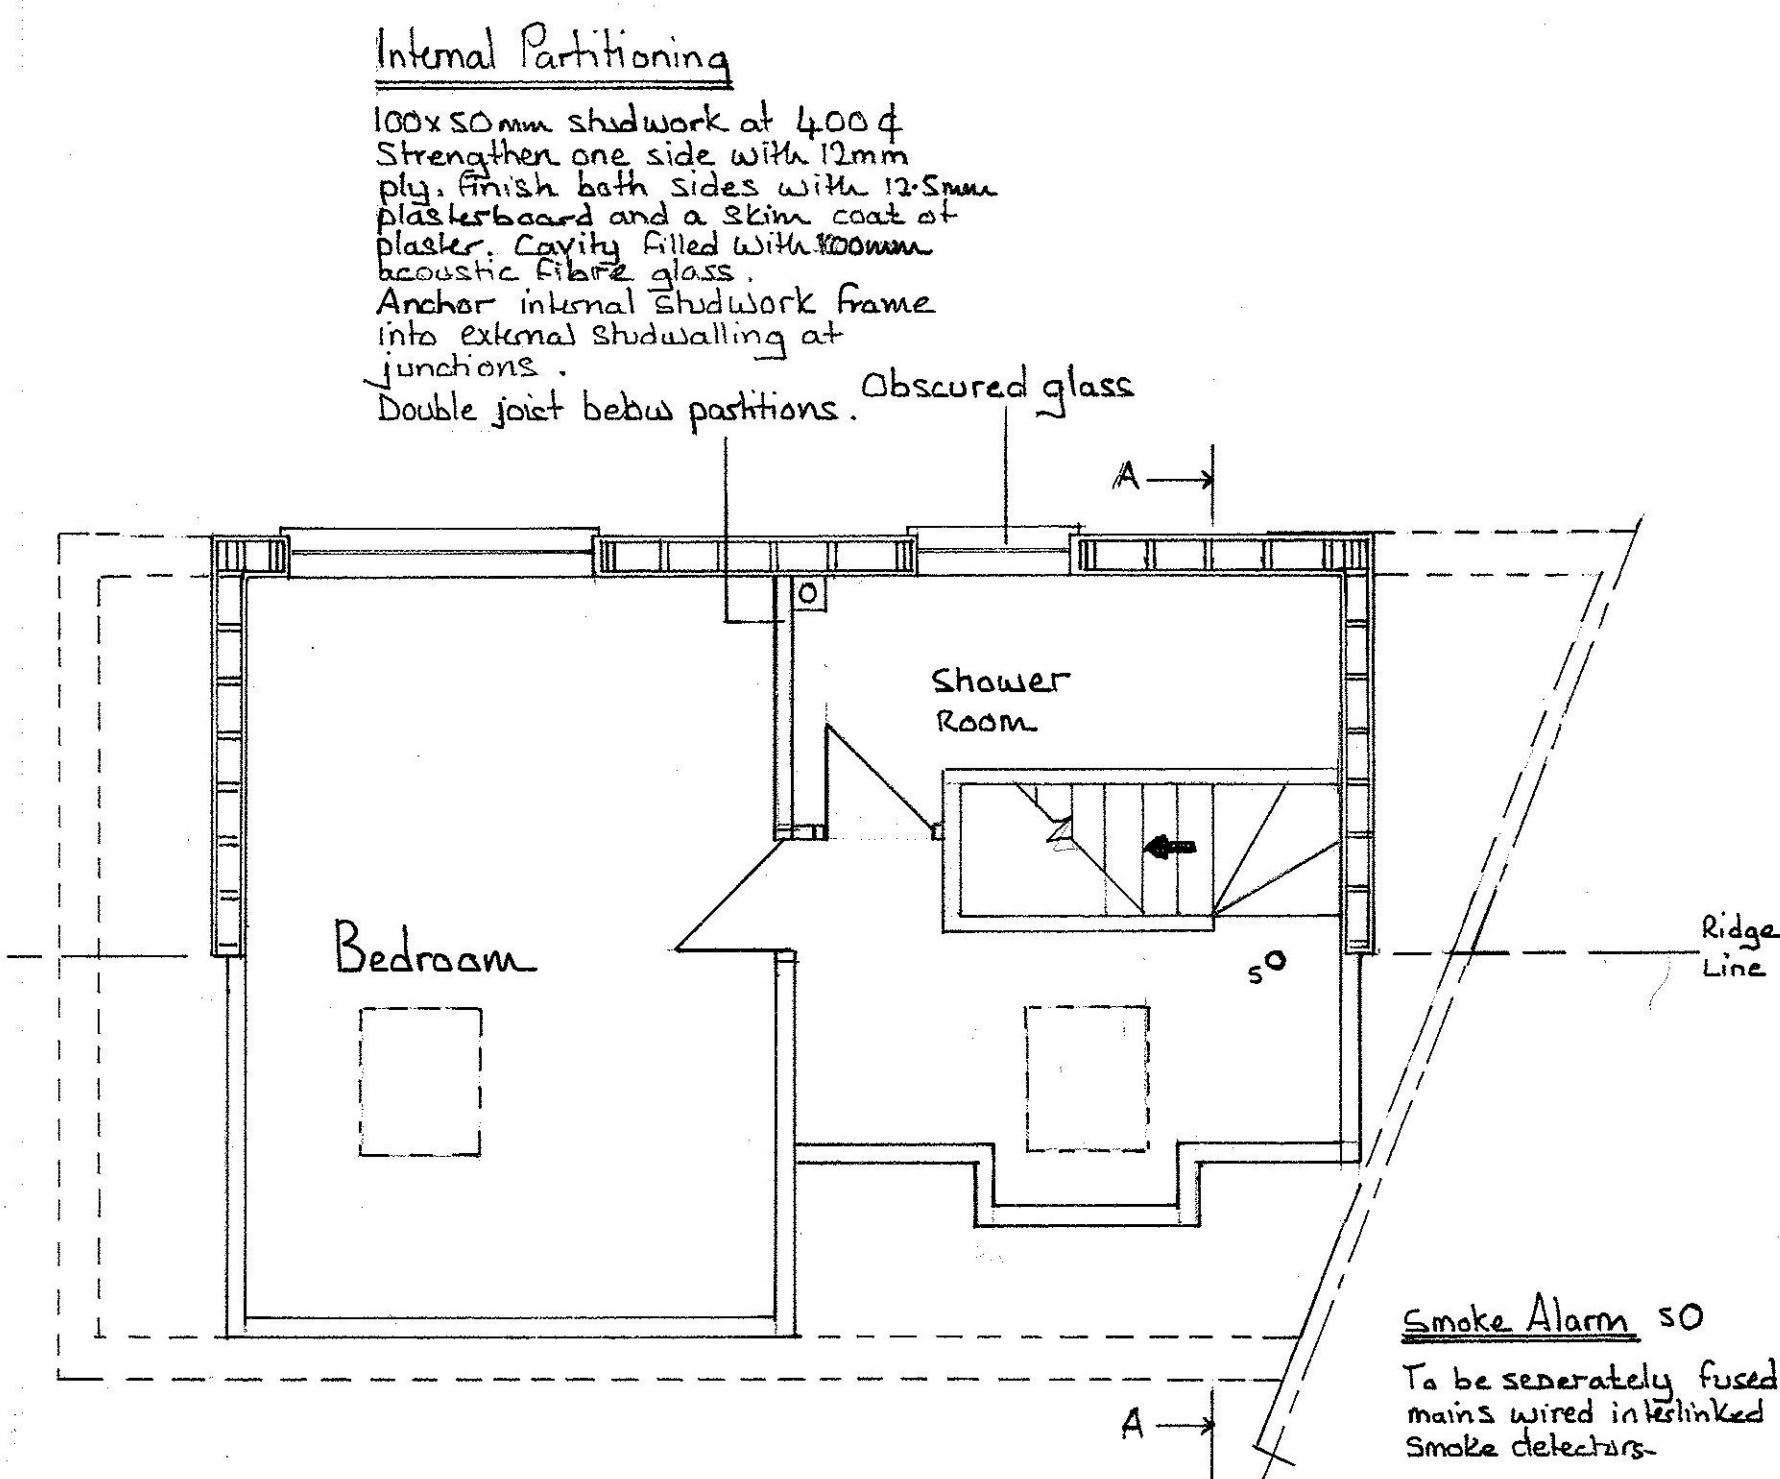 Internal Partitioning
100x50mm studwork at 400 ¢
Strengthen one side with 12mm
ply. Finish both sides with 12.5mm
plasterboard and a skim coat of
plaster. Cavity filled with 100mm
acoustic fibre glass.
Anchor internal studwork frame
into external studwalling at
junctions.
Double joist below partitions.
Obscured glass
A
Shower
Room
Bedroom
Ridge
Line
sO
Smoke Alarm sO
To be seperately fused
mains wired interlinked
Smoke detectors-
A